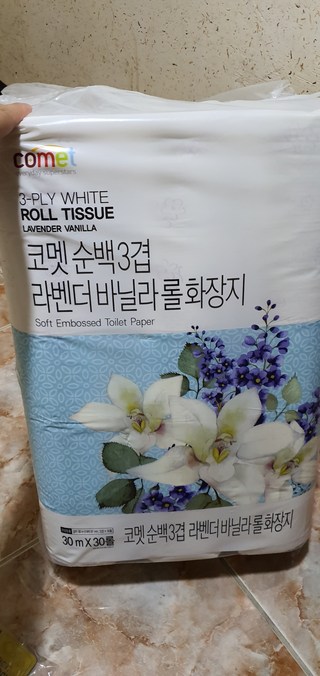 comet
3-PLY WHITE
ROLL TISSUE
LAVENDER VANILLA
코멧 순백3겹
라벤더 바닐라 롤 화장지
Soft Embossed Toilet Paper
30 m X 30롤
코멧 순백3겹 라벤더 바닐라 롤 화장지